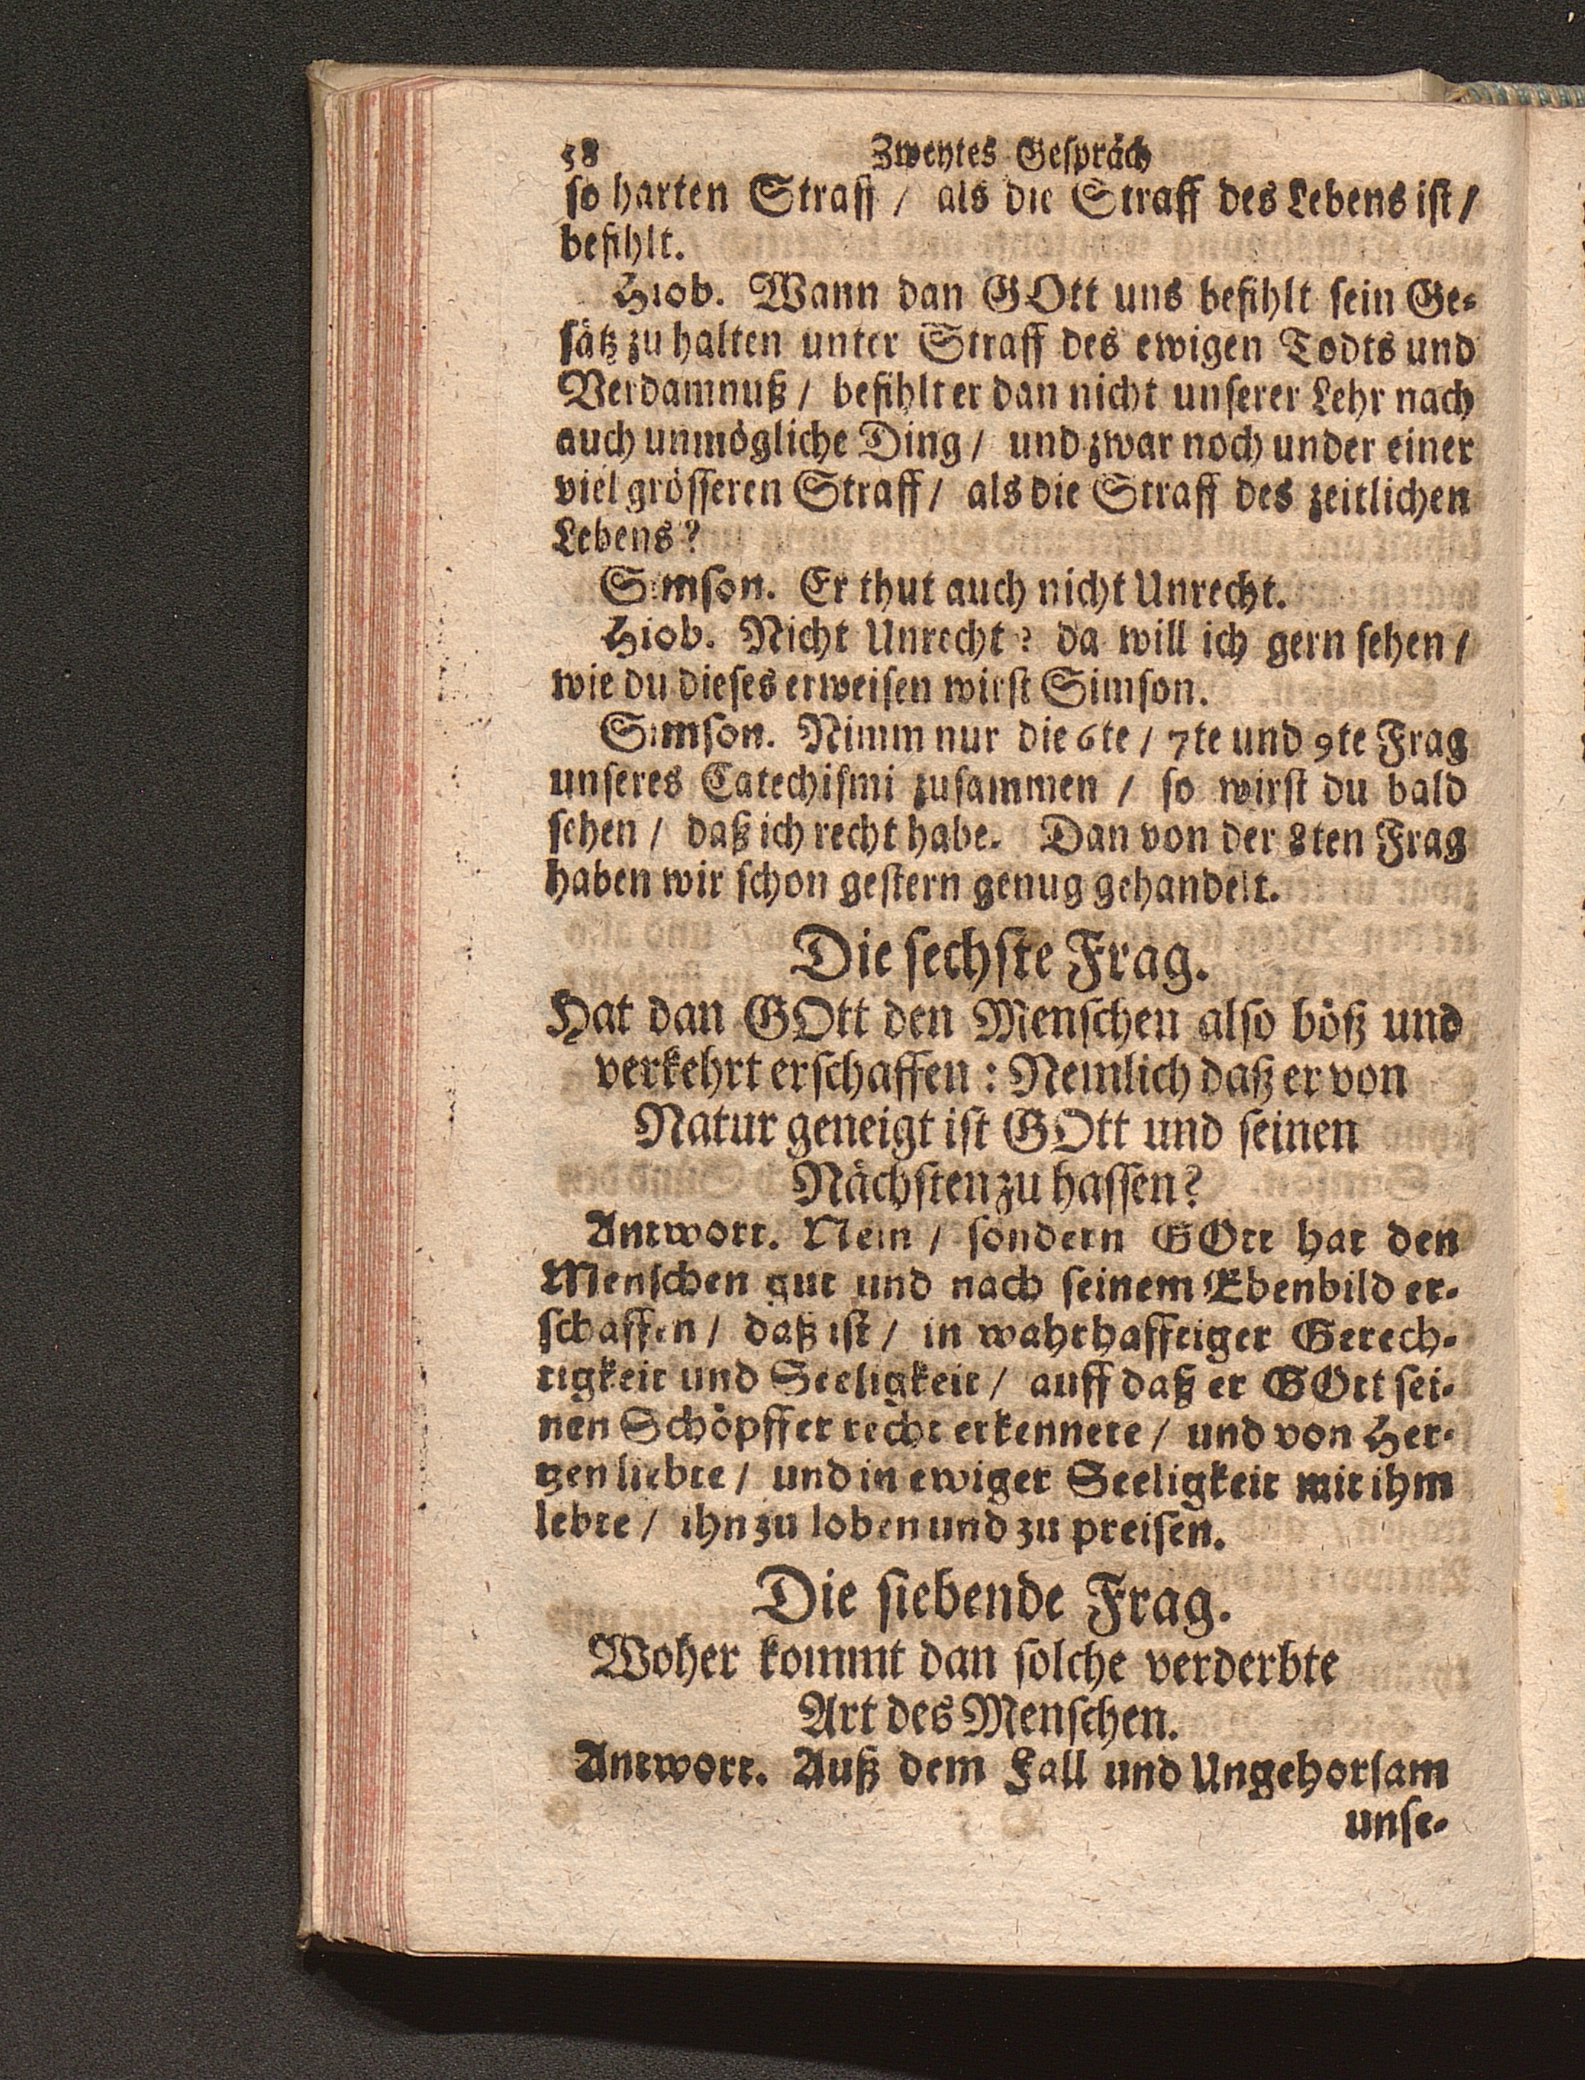 58 Zweytes Gespräch
so harten Straff / als die Straff des Lebens ist /
befihlt.
Hiob. Wann dan GOtt uns befihlt sein Ge-
sätz zu halten unter Straff des ewigen Todts und
Verdamnuß / befihlt er dan nicht unserer Lehr nach
auch unmögliche Ding / und zwar noch under einer
viel grösseren Straff / als die Straff des zeitlichen
Lebens?
Simson. Er thut auch nicht Unrecht.
Hiob. Nicht Unrecht? da will ich gern sehen /
wie du dieses erweisen wirst Simson.
Simson. Nimm nur die 6te / 7te und 9te Frag
unseres Catechismi zusammen / so wirst du bald
sehen / daß ich recht habe. Dan von der 8ten Frag
haben wir schon gestern genug gehandelt.
Die sechste Frag.
Hat dan GOtt den Menschen also böß und
verkehrt erschaffen: Nemlich daß er von
Natur geneigt ist GOtt und seinen
Nächsten zu hassen?
Antwort. Nein / sondern GOtt hat den
Menschen gut und nach seinem Ebenbild er-
schaffen / daß ist / in wahrhafftiger Gerech-
tigkeit und Seeligkeit / auff daß er GOtt sei-
nen Schöpffer recht erkennete / und von Her-
tzen liebte / und in ewiger Seeligkeit mit ihm
lebte / ihn zu loben und zu preisen.
Die siebende Frag.
Woher kommt dan solche verderbte
Art des Menschen.
Antwort. Auß dem Fall und Ungehorsam
unse-